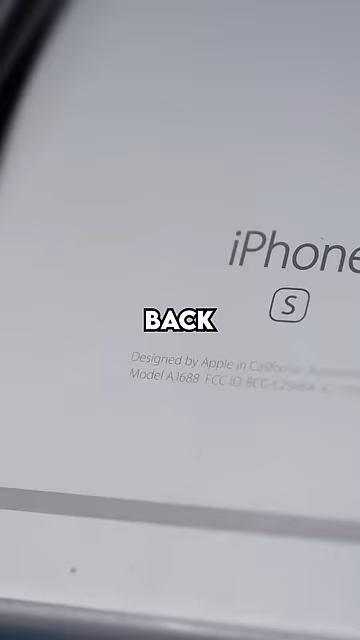 iPhone
S
BACK
Designed by Apple in California
Model A1688 FCC ID BCG-E2946A